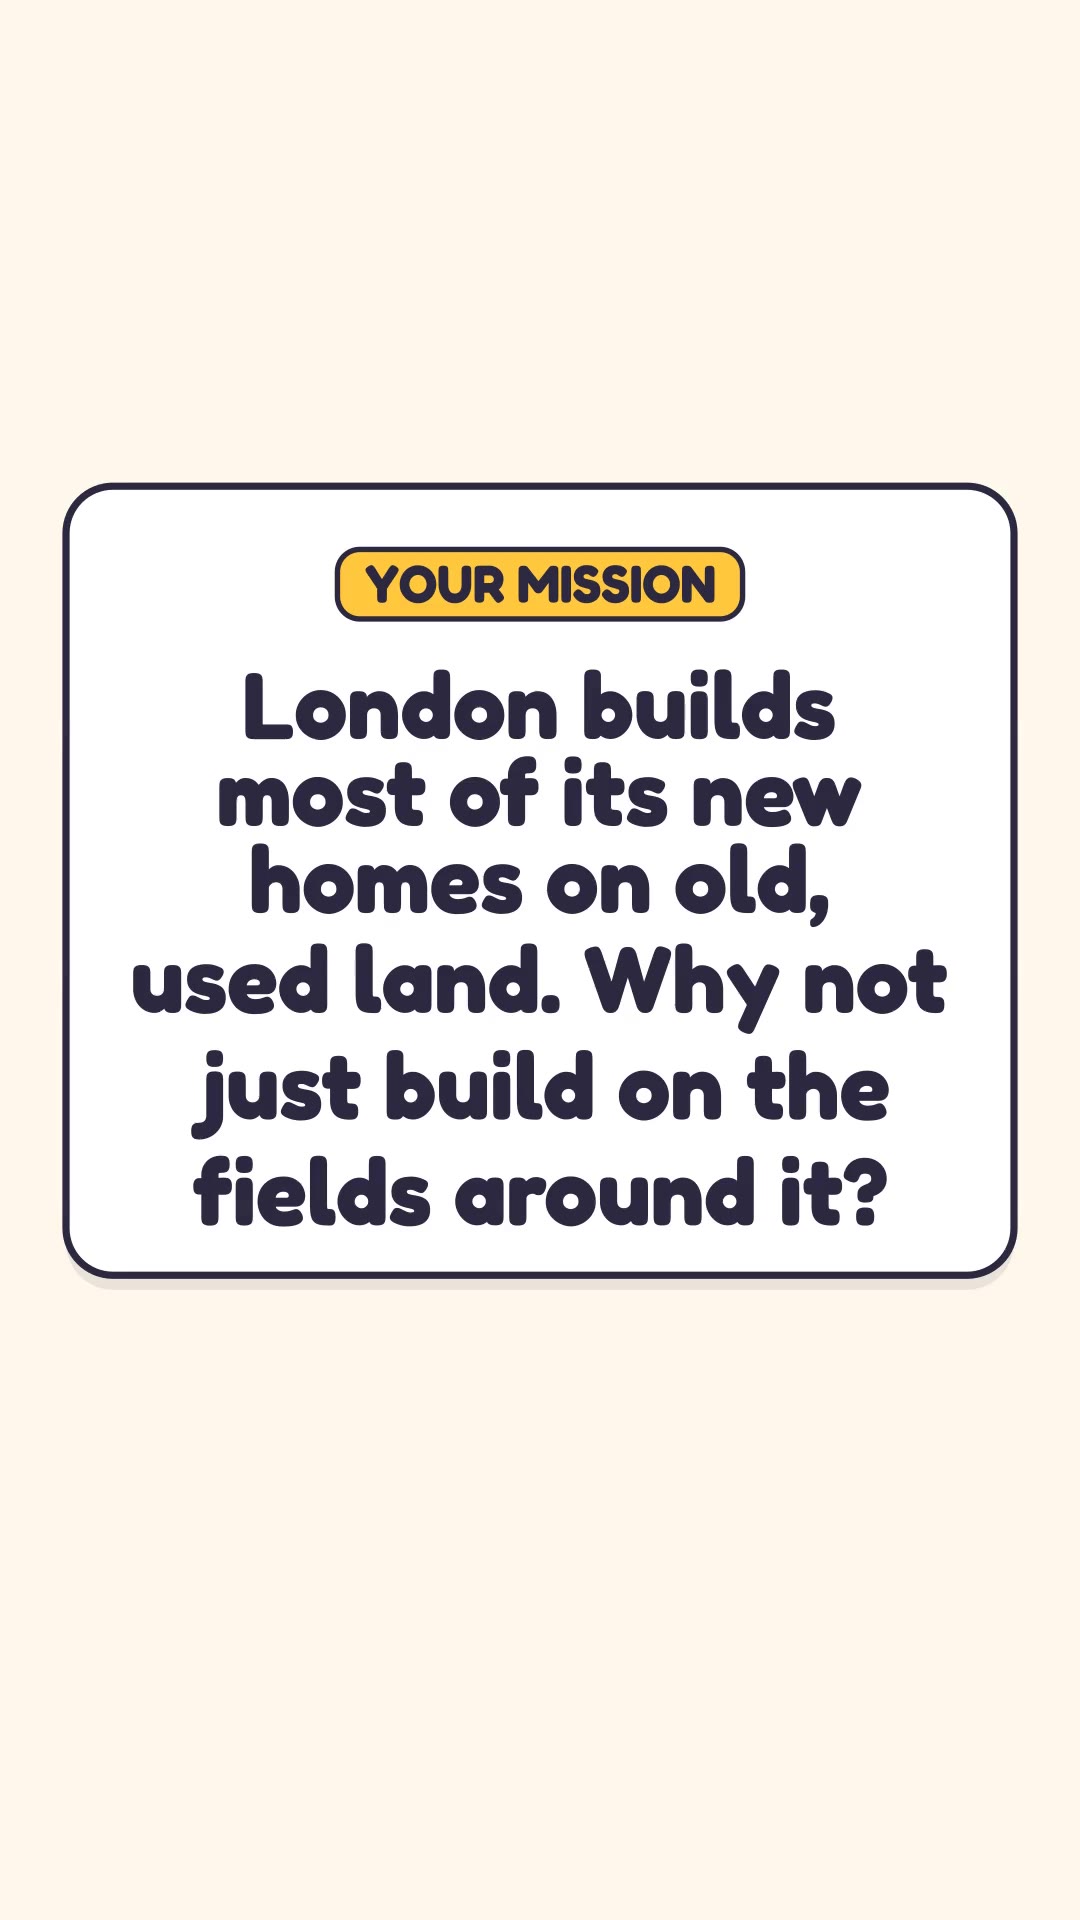 YOUR MISSION
London builds
most of its new
homes on old,
used land. Why not
just build on the
fields around it?